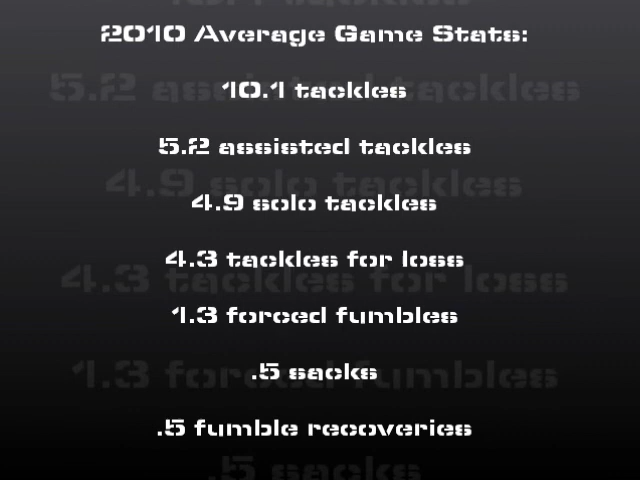 2010 Average Game Stats:
10.1 tackles
5.2 assisted tackles
4.9 solo tackles
4.3 tackles for loss
1.3 forced fumbles
.5 sacks
.5 fumble recoveries